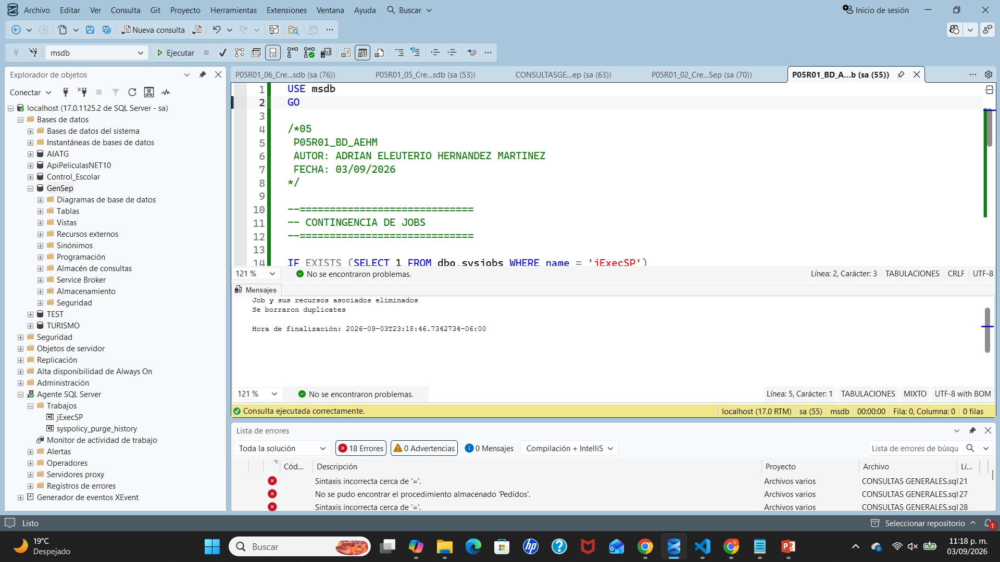 Archivo Editar Ver Consulta Git Proyecto Herramientas Extensiones Ventana Ayuda Buscar Inicio de sesión
Nueva consulta
msdb Ejecutar
Explorador de objetos
Conectar
localhost (17.0.1125.2 de SQL Server - sa)
Bases de datos
Bases de datos del sistema
Instantáneas de bases de datos
AIATG
ApiPeliculasNET10
Control_Escolar
GenSep
Diagramas de base de datos
Tablas
Vistas
Recursos externos
Sinónimos
Programación
Almacén de consultas
Service Broker
Almacenamiento
Seguridad
TEST
TURISMO
Seguridad
Objetos de servidor
Replicación
Alta disponibilidad de Always On
Administración
Agente SQL Server
Trabajos
jExecSP
syspolicy_purge_history
Monitor de actividad de trabajo
Alertas
Operadores
Servidores proxy
Registros de errores
Generador de eventos XEvent
P05R01_06_Cre...sdb (sa (76)) P05R01_05_Cre...sdb (sa (53)) CONSULTASGE...ep (sa (63)) P05R01_02_Cre...Sep (sa (70)) P05R01_BD_A...b (sa (55))
1 USE msdb
2 GO
3
4 /*05
5 P05R01_BD_AEHM
6 AUTOR: ADRIAN ELEUTERIO HERNANDEZ MARTINEZ
7 FECHA: 03/09/2026
8 */
9
10 --=============================
11 -- CONTINGENCIA DE JOBS
12 --=============================
13
14 IF EXISTS (SELECT 1 FROM dbo.sysjobs WHERE name = 'jExecSP')
121 % No se encontraron problemas. Línea: 2, Carácter: 3 TABULACIONES CRLF UTF-8
Mensajes
Job y sus recursos asociados eliminados
Se borraron duplicates
Hora de finalización: 2026-09-03T23:18:46.7342734-06:00
121 % No se encontraron problemas. Línea: 5, Carácter: 1 TABULACIONES MIXTO UTF-8 with BOM
Consulta ejecutada correctamente. localhost (17.0 RTM) sa (55) msdb 00:00:00 Fila: 0, Columna: 0 0 filas
Lista de errores
Toda la solución 18 Errores 0 Advertencias 0 Mensajes Compilación + IntelliS Lista de errores de búsqu
Cód... Descripción Proyecto Archivo Lí...
Sintaxis incorrecta cerca de '='. Archivos varios CONSULTAS GENERALES.sql 21
No se pudo encontrar el procedimiento almacenado 'Pedidos'. Archivos varios CONSULTAS GENERALES.sql 27
Sintaxis incorrecta cerca de '='. Archivos varios CONSULTAS GENERALES.sql 28
Listo Seleccionar repositorio 1
19°C
Despejado
Buscar
11:18 p. m.
03/09/2026